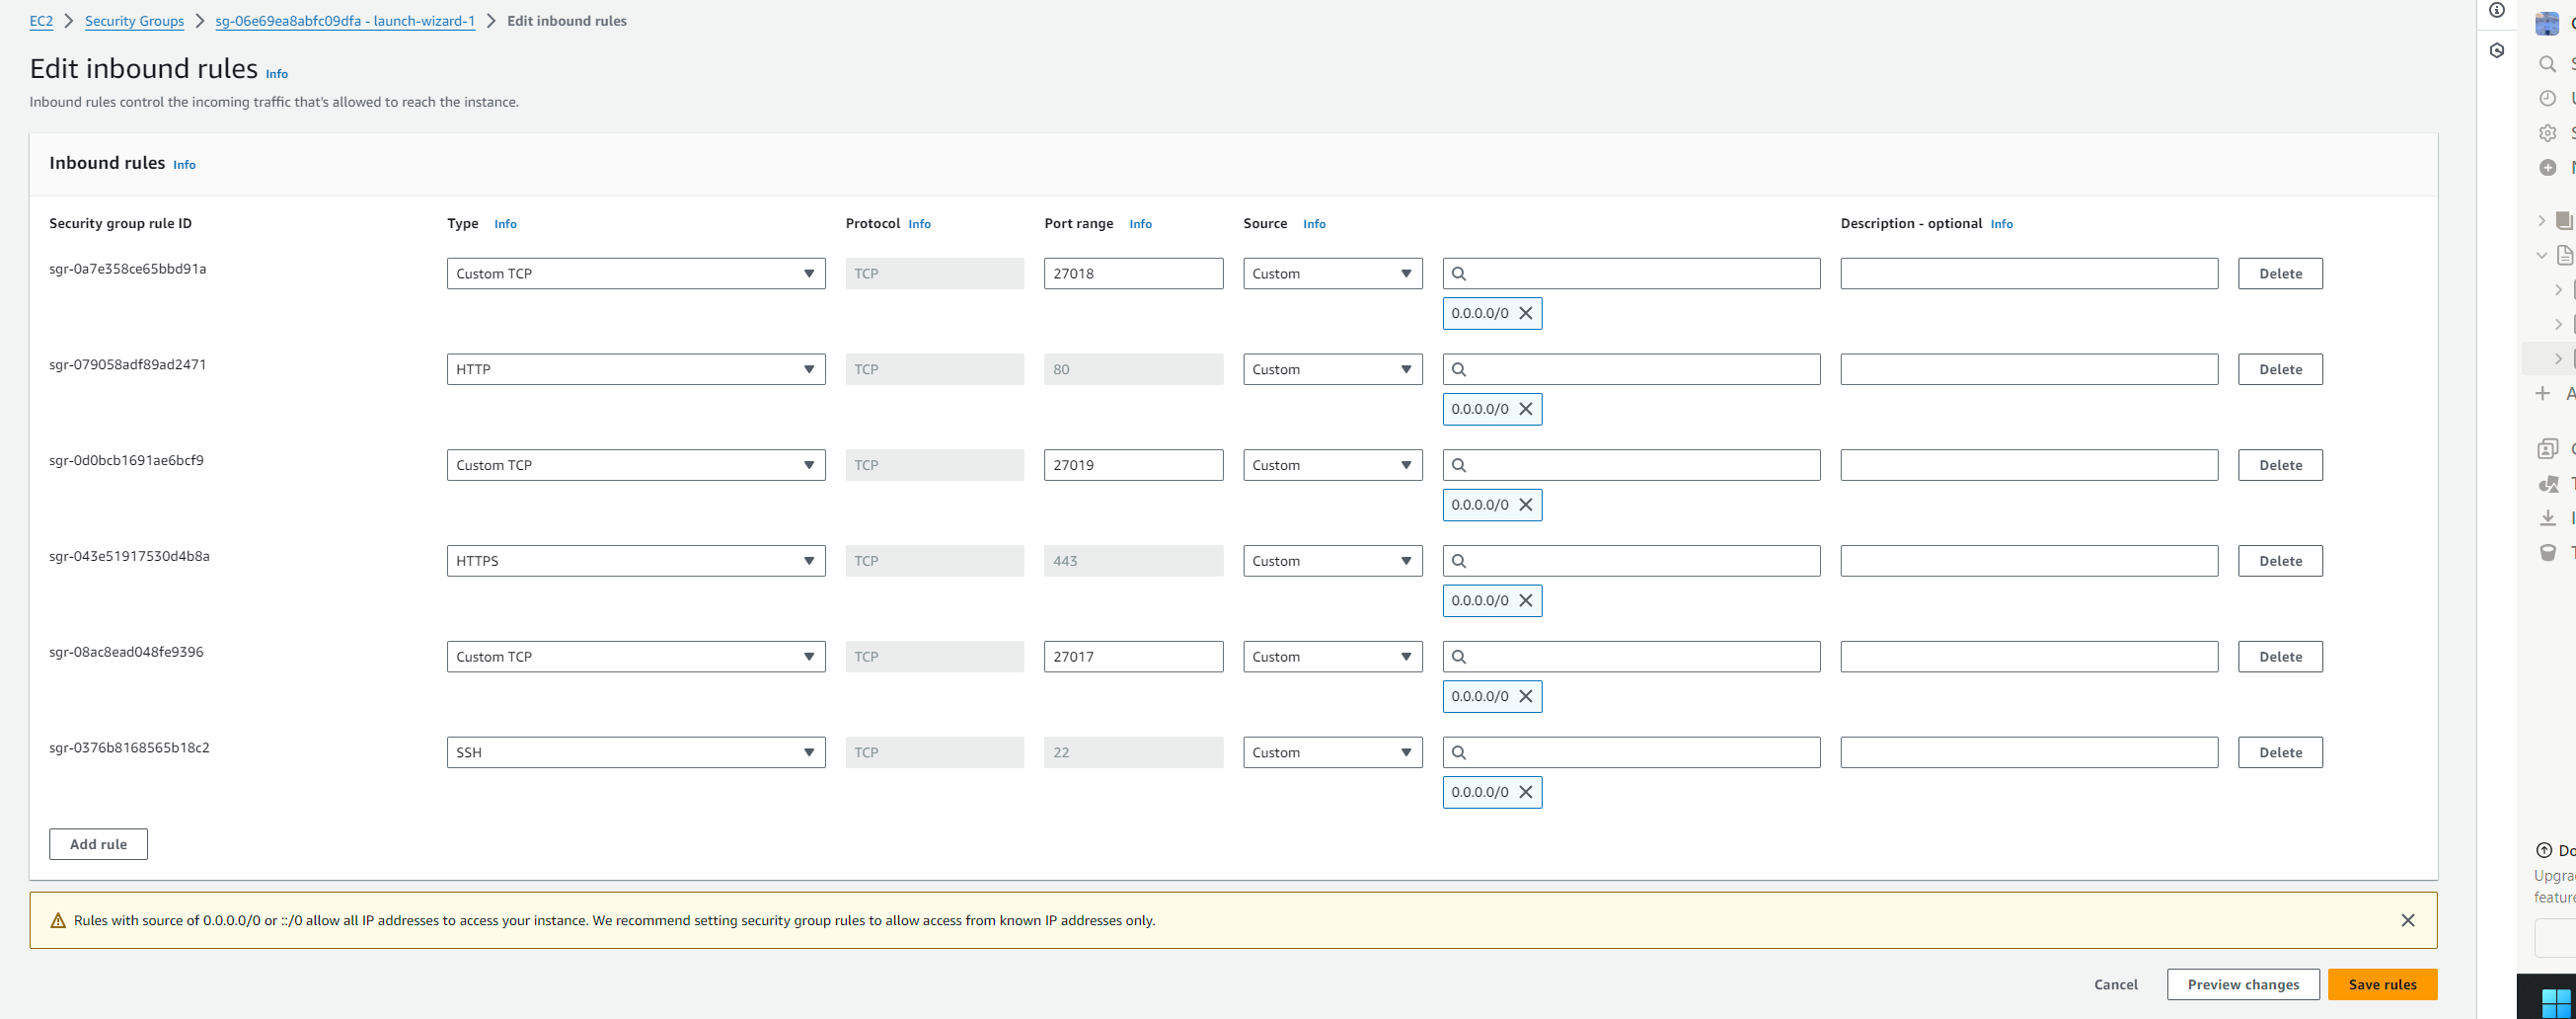 EC2 > Security Groups > sg-06e69ea8abfc09dfa - launch-wizard-1 > Edit inbound rules
Edit inbound rules Info
Inbound rules control the incoming traffic that's allowed to reach the instance.
Inbound rules Info
Security group rule ID Type Info Protocol Info Port range Info Source Info Description - optional Info
sgr-0a7e358ce65bbd91a Custom TCP TCP 27018 Custom Delete
0.0.0.0/0
sgr-079058adf89ad2471 HTTP TCP 80 Custom Delete
0.0.0.0/0
sgr-0d0bcb1691ae6bcf9 Custom TCP TCP 27019 Custom Delete
0.0.0.0/0
sgr-043e51917530d4b8a HTTPS TCP 443 Custom Delete
0.0.0.0/0
sgr-08ac8ead048fe9396 Custom TCP TCP 27017 Custom Delete
0.0.0.0/0
sgr-0376b8168565b18c2 SSH TCP 22 Custom Delete
0.0.0.0/0
Add rule
Rules with source of 0.0.0.0/0 or ::/0 allow all IP addresses to access your instance. We recommend setting security group rules to allow access from known IP addresses only.
Cancel Preview changes Save rules